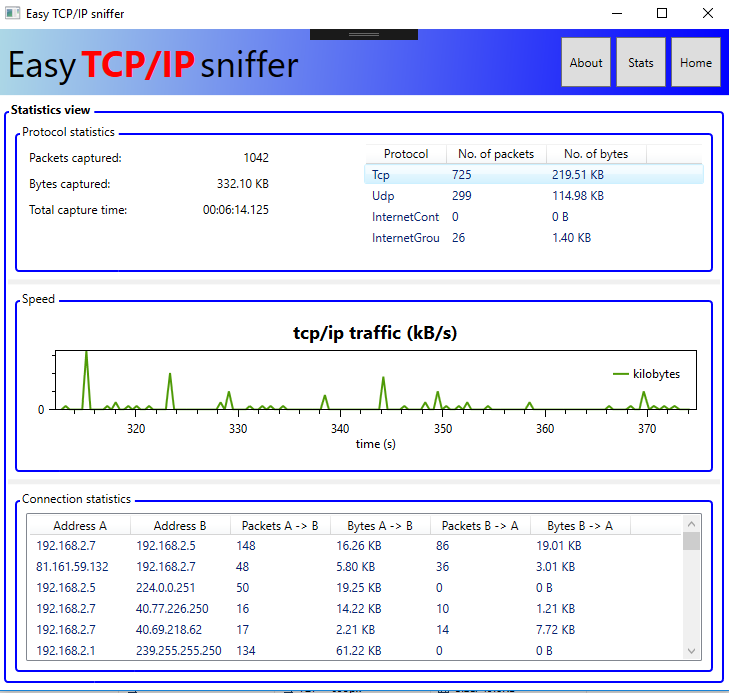 Easy TCP/IP sniffer
Easy TCP/IP sniffer
About Stats Home
Statistics view
Protocol statistics
Packets captured: 1042
Bytes captured: 332.10 KB
Total capture time: 00:06:14.125
Protocol No. of packets No. of bytes
Tcp 725 219.51 KB
Udp 299 114.98 KB
InternetCont 0 0 B
InternetGrou 26 1.40 KB
Speed
tcp/ip traffic (kB/s)
kilobytes
0
320 330 340 350 360 370
time (s)
Connection statistics
Address A Address B Packets A -> B Bytes A -> B Packets B -> A Bytes B -> A
192.168.2.7 192.168.2.5 148 16.26 KB 86 19.01 KB
81.161.59.132 192.168.2.7 48 5.80 KB 36 3.01 KB
192.168.2.5 224.0.0.251 50 19.25 KB 0 0 B
192.168.2.7 40.77.226.250 16 14.22 KB 10 1.21 KB
192.168.2.7 40.69.218.62 17 2.21 KB 14 7.72 KB
192.168.2.1 239.255.255.250 134 61.22 KB 0 0 B